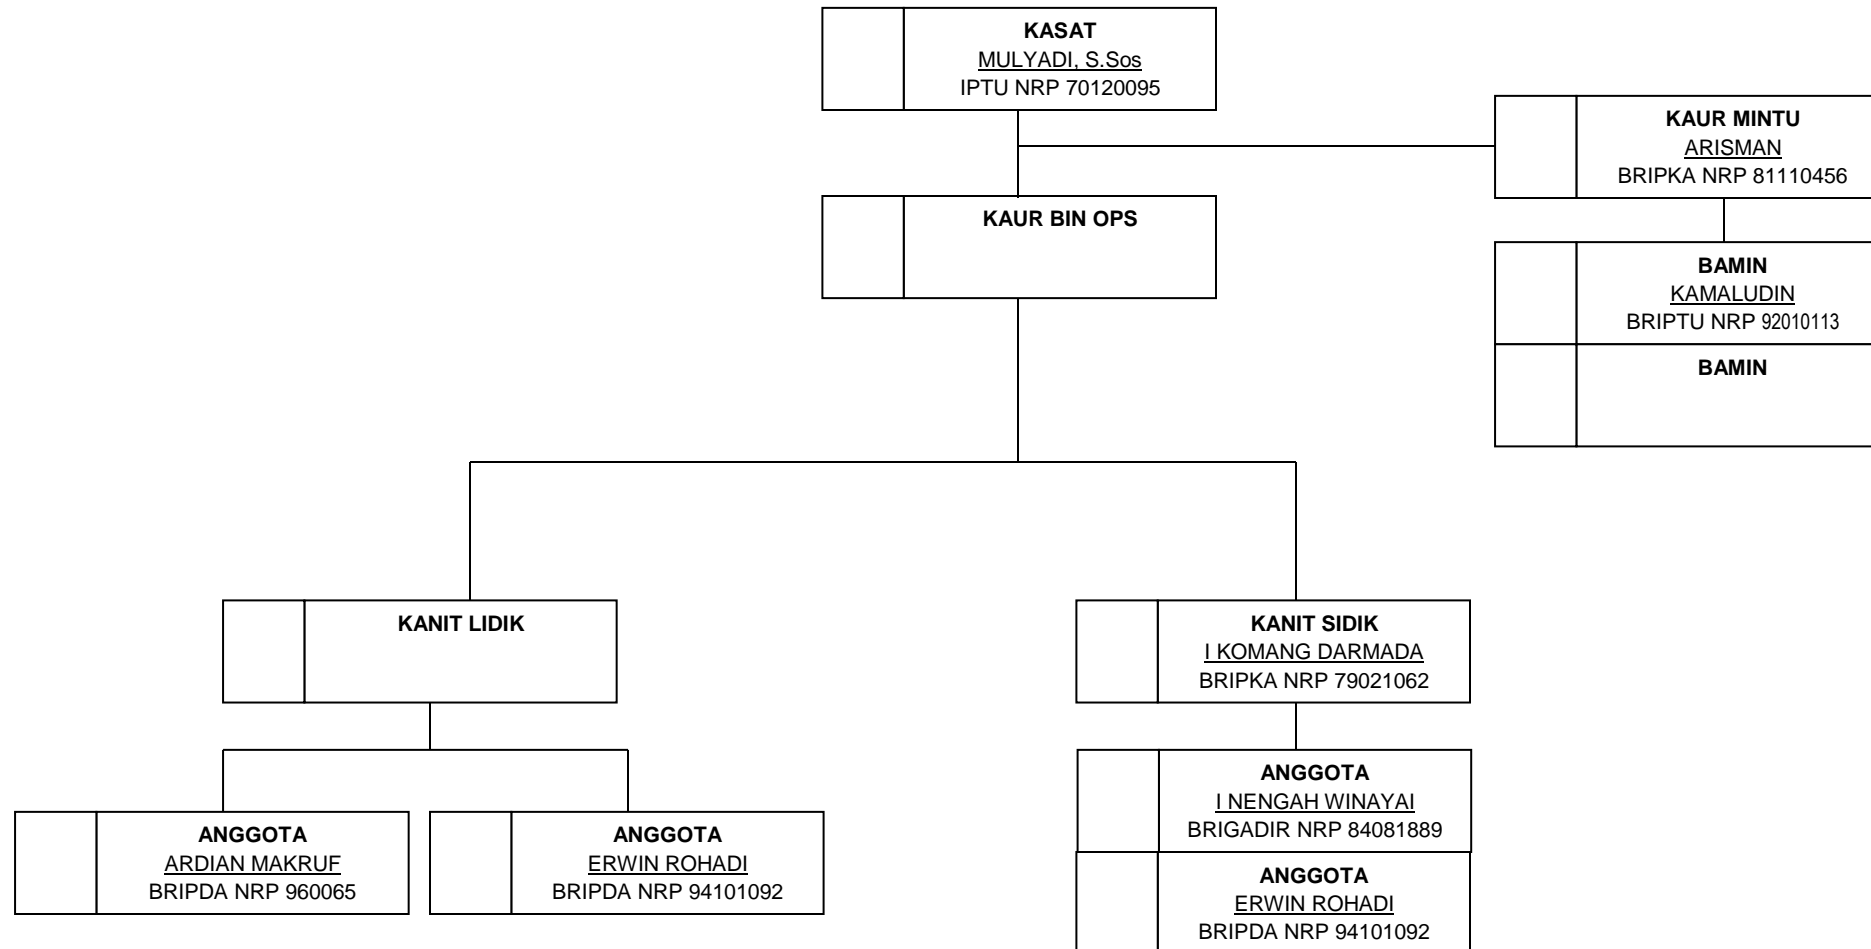 KASAT
MULYADI, S.Sos
IPTU NRP 70120095
KAUR MINTU
ARISMAN
BRIPKA NRP 81110456
KAUR BIN OPS
BAMIN
KAMALUDIN
BRIPTU NRP 92010113
BAMIN
KANIT LIDIK
KANIT SIDIK
I KOMANG DARMADA
BRIPKA NRP 79021062
ANGGOTA
ARDIAN MAKRUF
BRIPDA NRP 960065
ANGGOTA
ERWIN ROHADI
BRIPDA NRP 94101092
ANGGOTA
I NENGAH WINAYAI
BRIGADIR NRP 84081889
ANGGOTA
ERWIN ROHADI
BRIPDA NRP 94101092